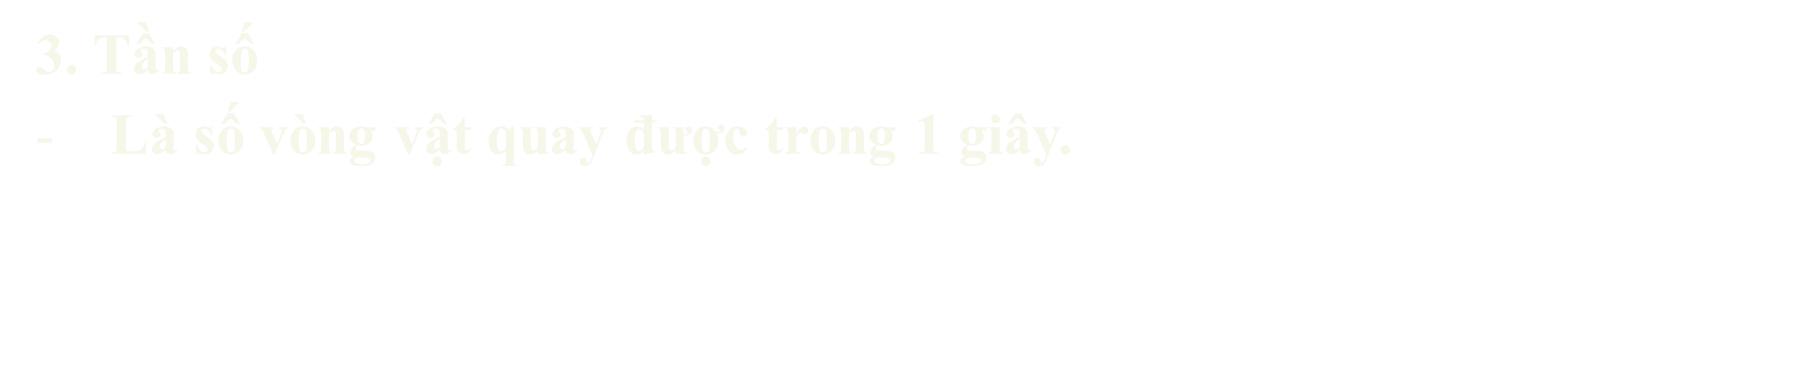 3. Tần số
- Là số vòng vật quay được trong 1 giây.